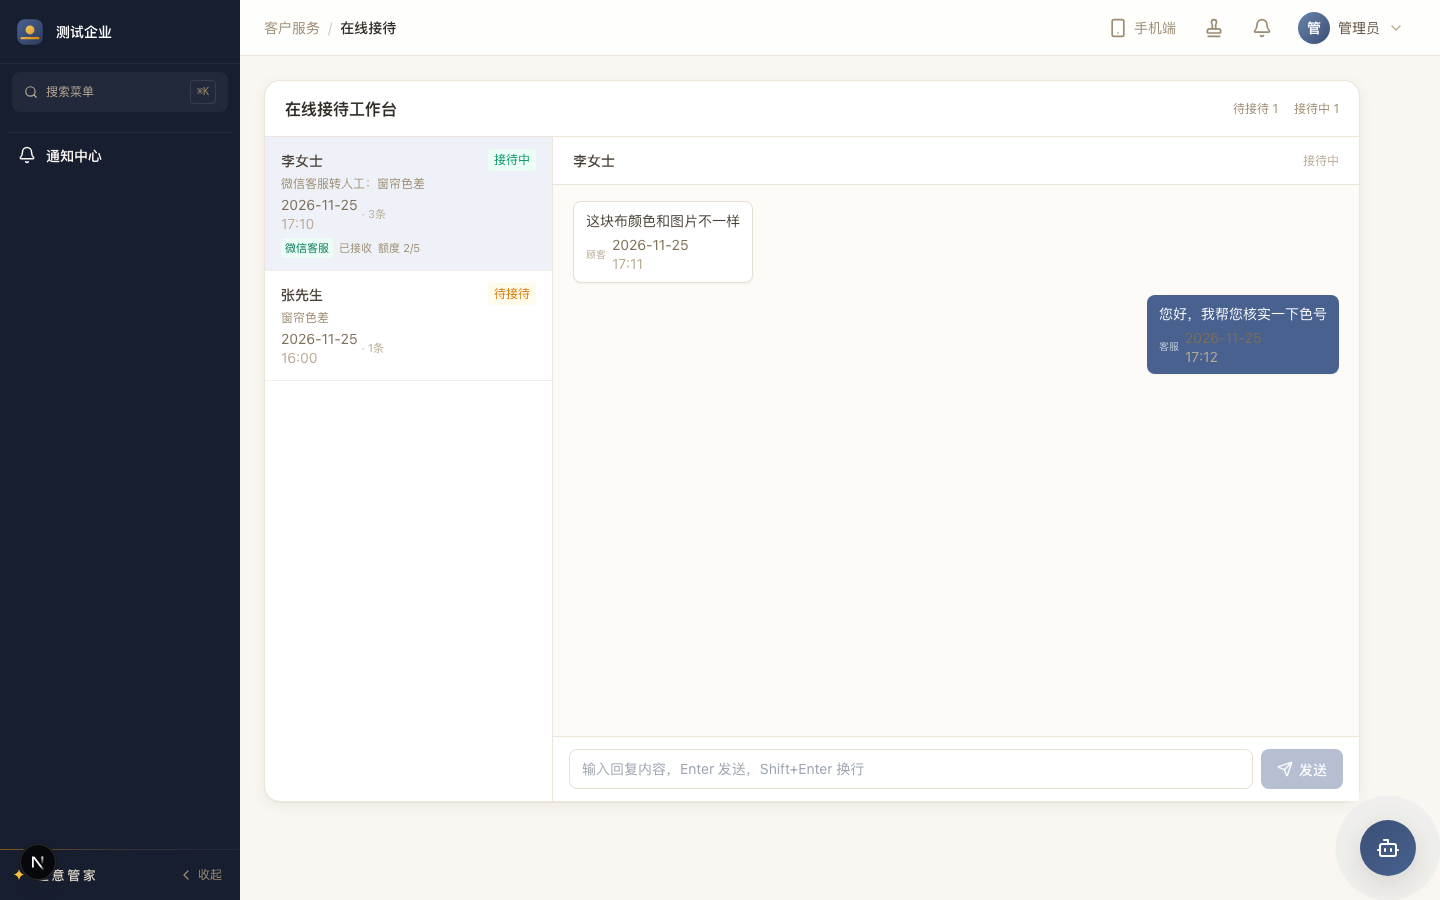 测试企业
搜索菜单
⌘K
通知中心
意管家
收起
客户服务 / 在线接待
手机端
管 管理员
在线接待工作台
待接待 1 接待中 1
李女士 接待中
微信客服转人工：窗帘色差
2026-11-25
17:10
· 3条
微信客服 已接收 额度 2/5
张先生 待接待
窗帘色差
2026-11-25
16:00
· 1条
李女士 接待中
这块布颜色和图片不一样
顾客
2026-11-25
17:11
您好，我帮您核实一下色号
客服
2026-11-25
17:12
输入回复内容，Enter 发送，Shift+Enter 换行
发送